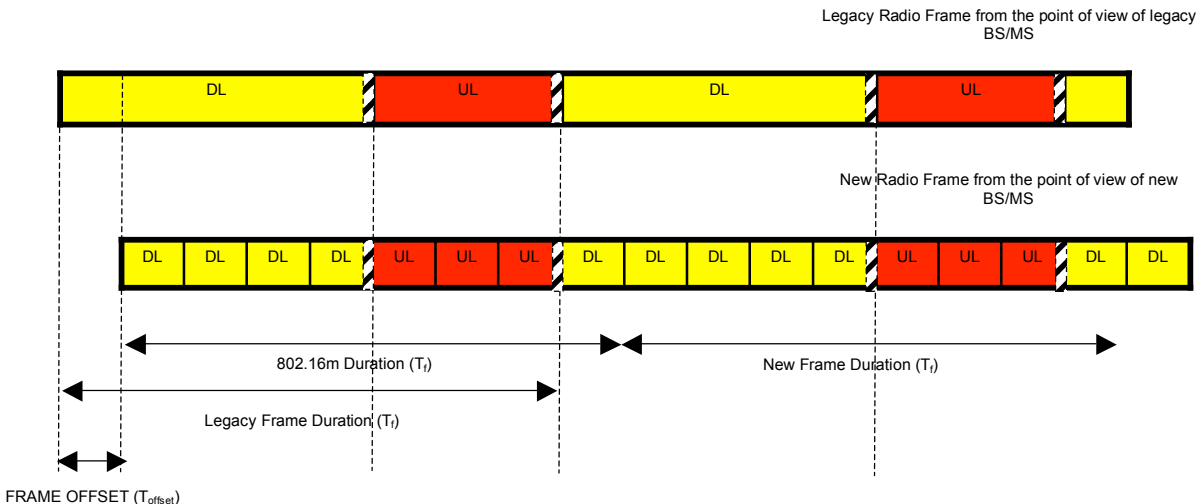 Legacy Radio Frame from the point of view of legacy
BS/MS
DL UL DL UL
New Radio Frame from the point of view of new
BS/MS
DL DL DL DL UL UL UL DL DL DL DL DL UL UL UL DL DL
802.16m Duration (Tf)
New Frame Duration (Tf)
Legacy Frame Duration (Tf)
FRAME OFFSET (Toffset)